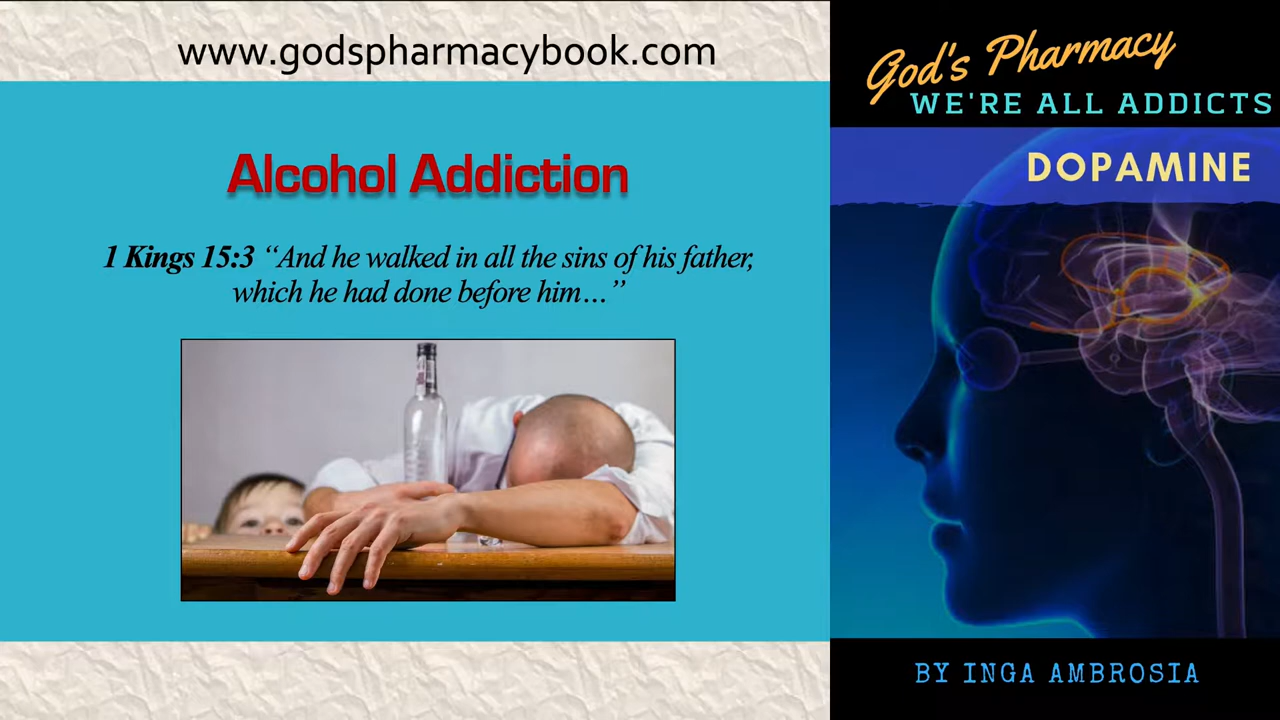 www.godspharmacybook.com
Alcohol Addiction
1 Kings 15:3 “And he walked in all the sins of his father,
which he had done before him…”
God's Pharmacy
WE'RE ALL ADDICTS
DOPAMINE
BY INGA AMBROSIA